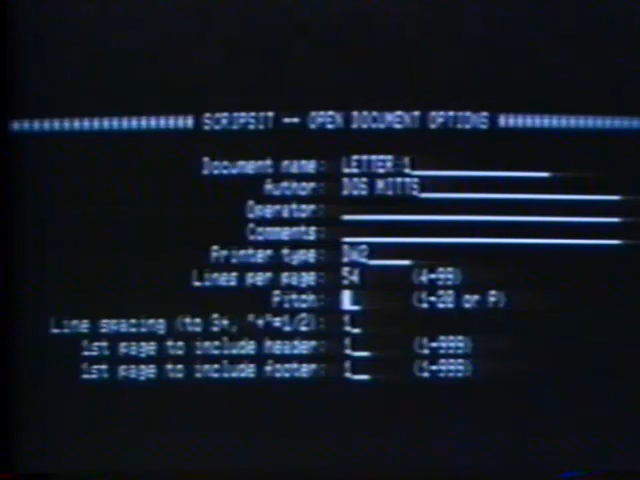 SCRIPSIT -- OPEN DOCUMENT OPTIONS
Document name: LETTER 1
Author: DOS MITTS
Operator:
Comments:
Printer type: DW2
Lines per page: 54 (4-99)
Pitch: (1-20 or P)
Line spacing (to 3+, "+"=1/2): 1
1st page to include header: 1 (1-999)
1st page to include footer: 1 (1-999)